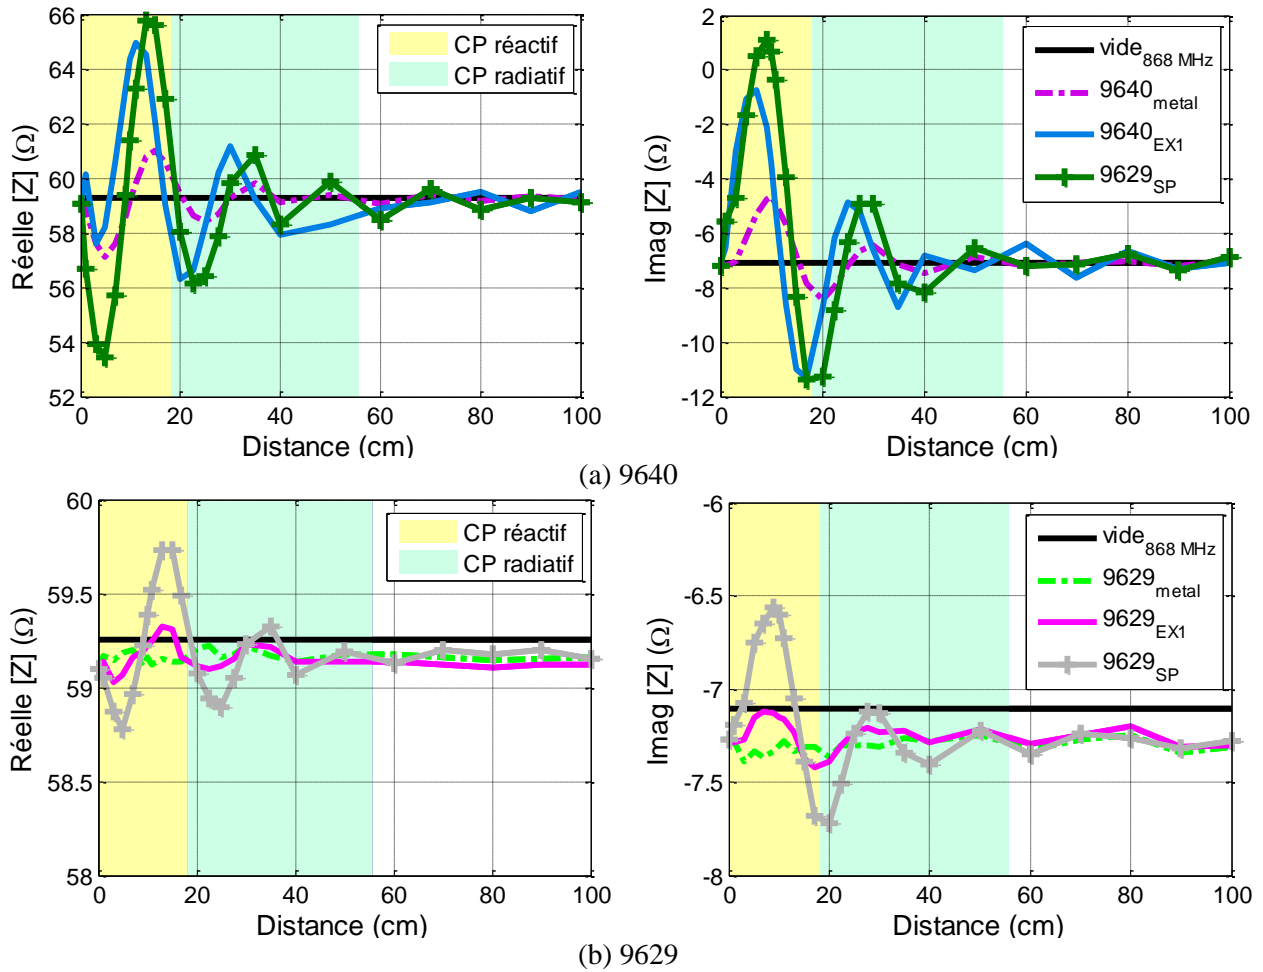 66
64
62
60
58
56
54
52
0
20
40
60
80
100
Réelle [Z] (Ω)
Distance (cm)
CP réactif
CP radiatif
2
0
-2
-4
-6
-8
-10
-12
0
20
40
60
80
100
Imag [Z] (Ω)
Distance (cm)
vide868 MHz
9640metal
9640EX1
9629SP
(a) 9640
60
59.5
59
58.5
58
0
20
40
60
80
100
Réelle [Z] (Ω)
Distance (cm)
CP réactif
CP radiatif
-6
-6.5
-7
-7.5
-8
0
20
40
60
80
100
Imag [Z] (Ω)
Distance (cm)
vide868 MHz
9629metal
9629EX1
9629SP
(b) 9629